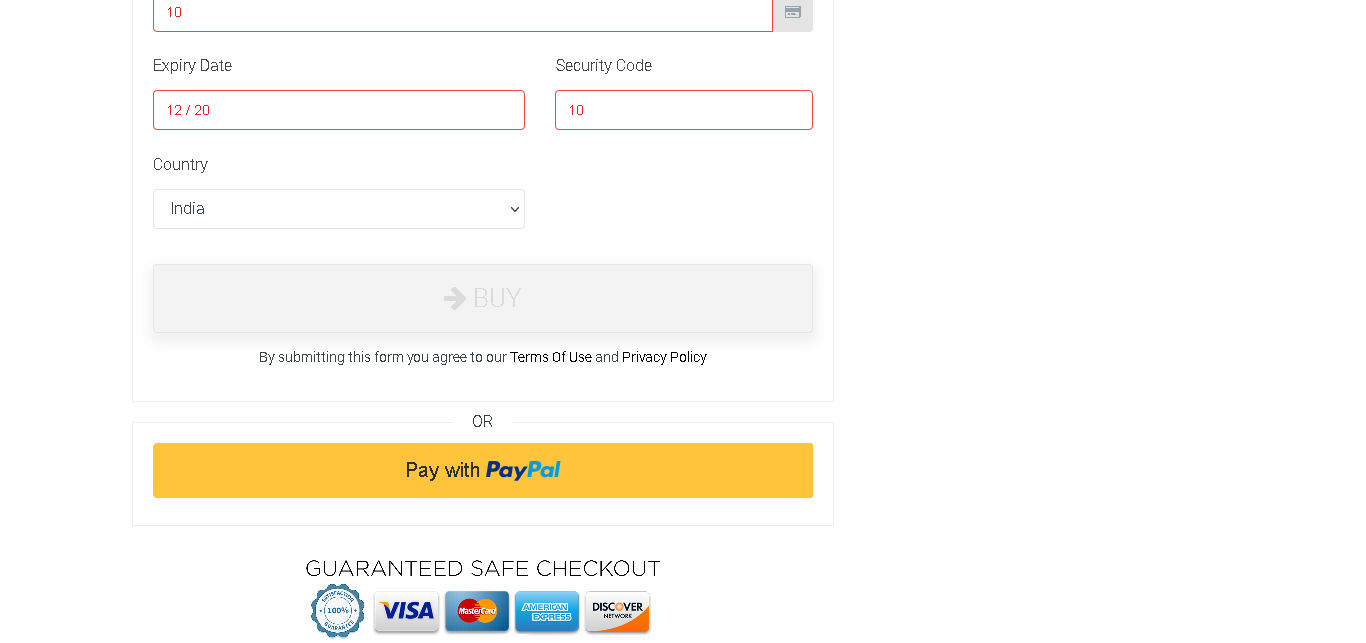 10
Expiry Date Security Code
12 / 20 10
Country
India
BUY
By submitting this form you agree to our Terms Of Use and Privacy Policy
OR
Pay with PayPal
GUARANTEED SAFE CHECKOUT
SATISFACTION
100%
GUARANTEE
VISA
MasterCard
AMERICAN
EXPRESS
DISCOVER
NETWORK